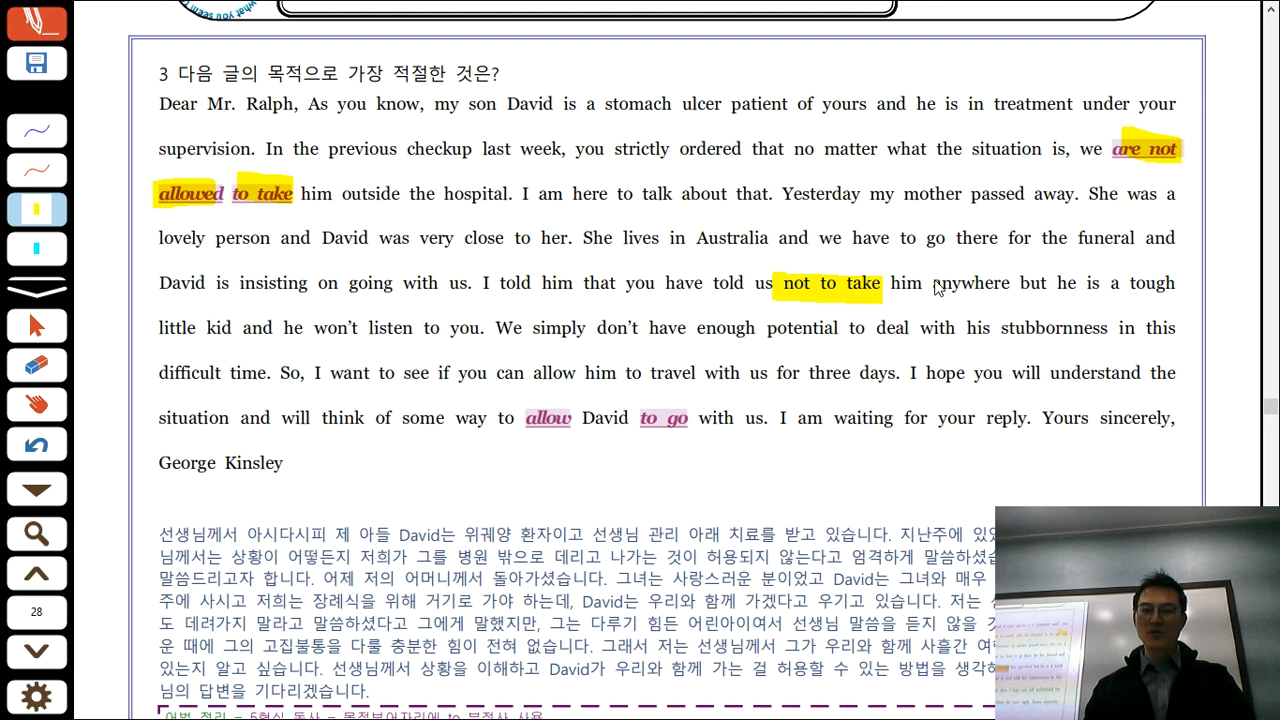 what you seem
3 다음 글의 목적으로 가장 적절한 것은?
Dear Mr. Ralph, As you know, my son David is a stomach ulcer patient of yours and he is in treatment under your
supervision. In the previous checkup last week, you strictly ordered that no matter what the situation is, we are not
allowed to take him outside the hospital. I am here to talk about that. Yesterday my mother passed away. She was a
lovely person and David was very close to her. She lives in Australia and we have to go there for the funeral and
David is insisting on going with us. I told him that you have told us not to take him anywhere but he is a tough
little kid and he won't listen to you. We simply don't have enough potential to deal with his stubbornness in this
difficult time. So, I want to see if you can allow him to travel with us for three days. I hope you will understand the
situation and will think of some way to allow David to go with us. I am waiting for your reply. Yours sincerely,
George Kinsley
선생님께서 아시다시피 제 아들 David는 위궤양 환자이고 선생님 관리 아래 치료를 받고 있습니다. 지난주에
님께서는 상황이 어떻든지 저희가 그를 병원 밖으로 데리고 나가는 것이 허용되지 않는다고 엄격하게
말씀드리고자 합니다. 어제 저의 어머니께서 돌아가셨습니다. 그녀는 사랑스러운 분이었고 David는 그녀와 매우
주에 사시고 저희는 장례식을 위해 거기로 가야 하는데, David는 우리와 함께 가겠다고 우기고 있습니다. 저는
도 데려가지 말라고 말씀하셨다고 그에게 말했지만, 그는 다루기 힘든 어린아이여서 선생님 말씀을 듣지 않을
운 때에 그의 고집불통을 다룰 충분한 힘이 전혀 없습니다. 그래서 저는 선생님께서 그가 우리와 함께 사흘간
있는지 알고 싶습니다. 선생님께서 상황을 이해하고 David가 우리와 함께 가는 걸 허용할 수 있는 방법을
님의 답변을 기다리겠습니다.
어법 정리 – 5형식 동사 – 목적보어자리에 to 부정사 사용
28